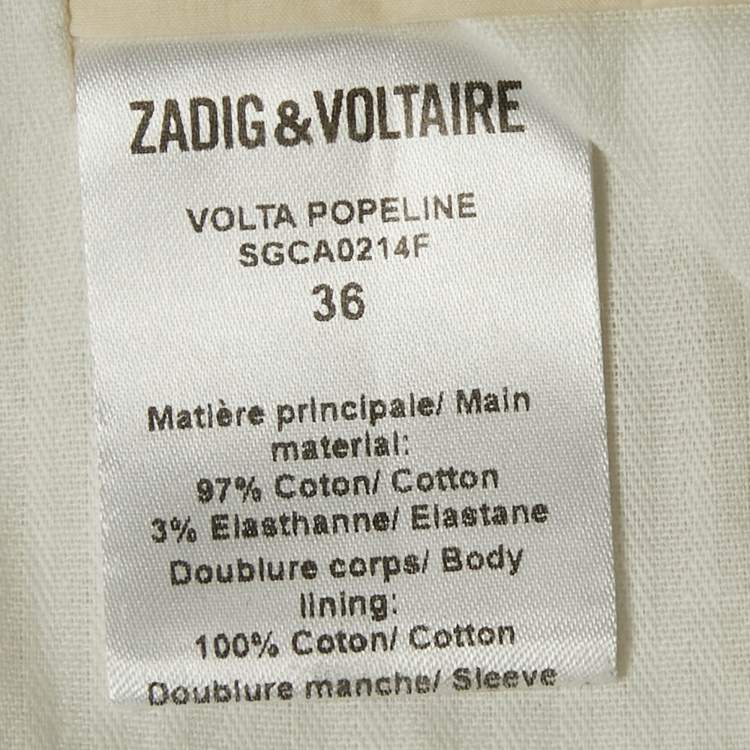 ZADIG&VOLTAIRE
VOLTA POPELINE
SGCA0214F
36
Matière principale/ Main
material:
97% Coton/ Cotton
3% Elasthanne/ Elastane
Doublure corps/ Body
lining:
100% Coton/ Cotton
Doublure manche/ Sleeve